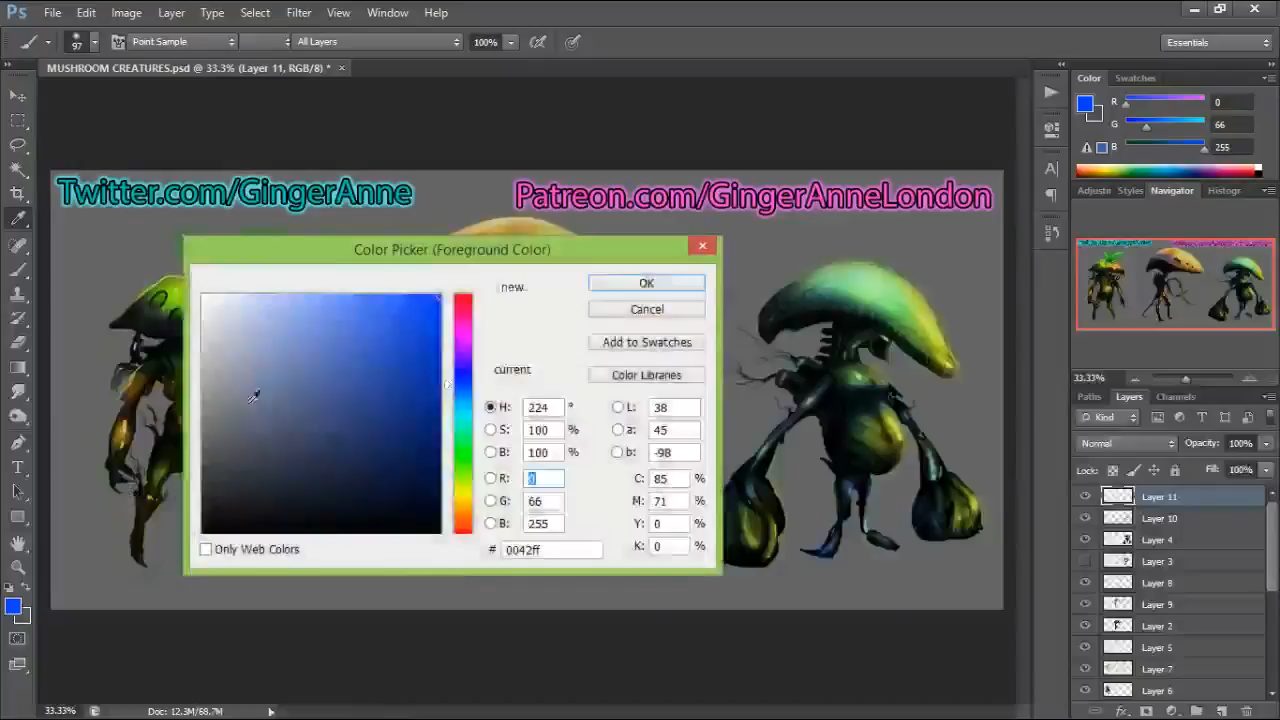 Ps File Edit Image Layer Type Select Filter View Window Help
97 Point Sample All Layers 100% Essentials
MUSHROOM CREATURES.psd @ 33.3% (Layer 11, RGB/8) *
Color Swatches
R 0
G 66
B 255
Adjustm Styles Navigator Histogr
Twitter.com/GingerAnne Patreon.com/GingerAnneLondon
Color Picker (Foreground Color)
new
OK
Cancel
Add to Swatches
current
Color Libraries
H: 224 ° L: 38
S: 100 % a: 45
B: 100 % b: -98
R: 0 C: 85 %
G: 66 M: 71 %
B: 255 Y: 0 %
# 0042ff K: 0 %
Only Web Colors
33.33%
Paths Layers Channels
Kind
Normal Opacity: 100%
Lock: Fill: 100%
Layer 11
Layer 10
Layer 4
Layer 3
Layer 8
Layer 9
Layer 2
Layer 5
Layer 7
Layer 6
33.33% Doc: 12.3M/68.7M